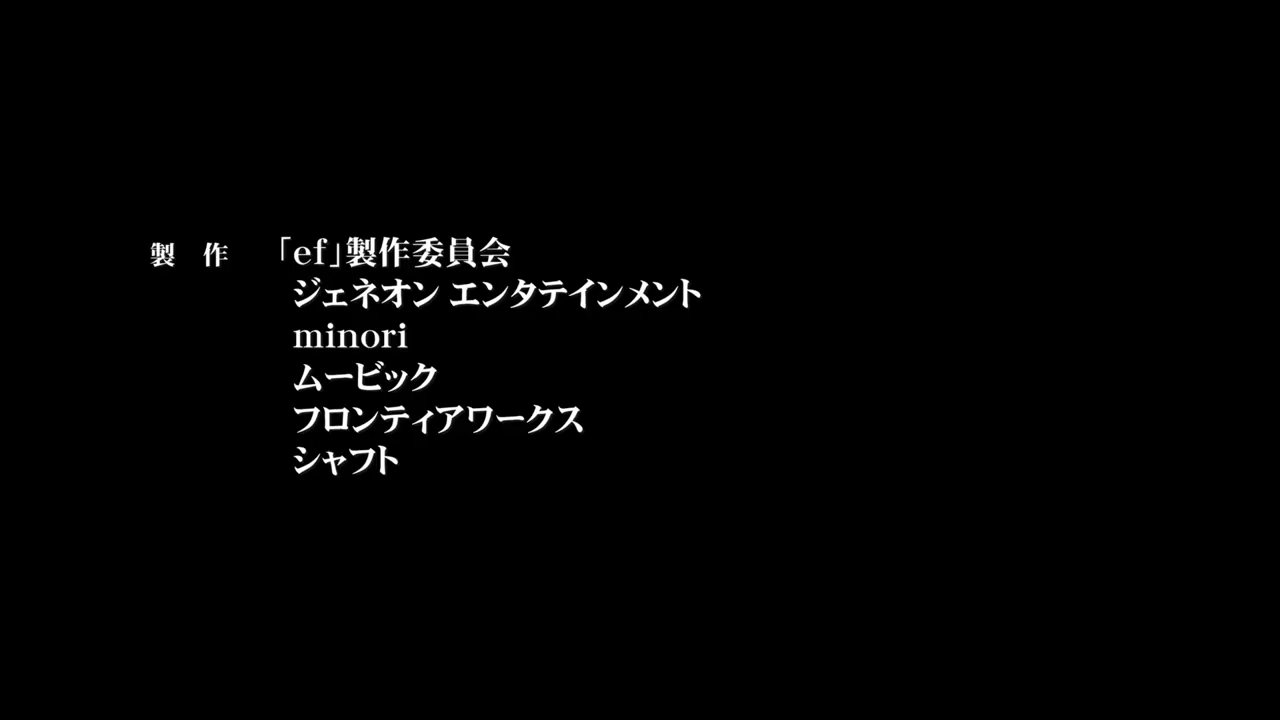 製　作　「ef」製作委員会
ジェネオン エンタテインメント
minori
ムービック
フロンティアワークス
シャフト